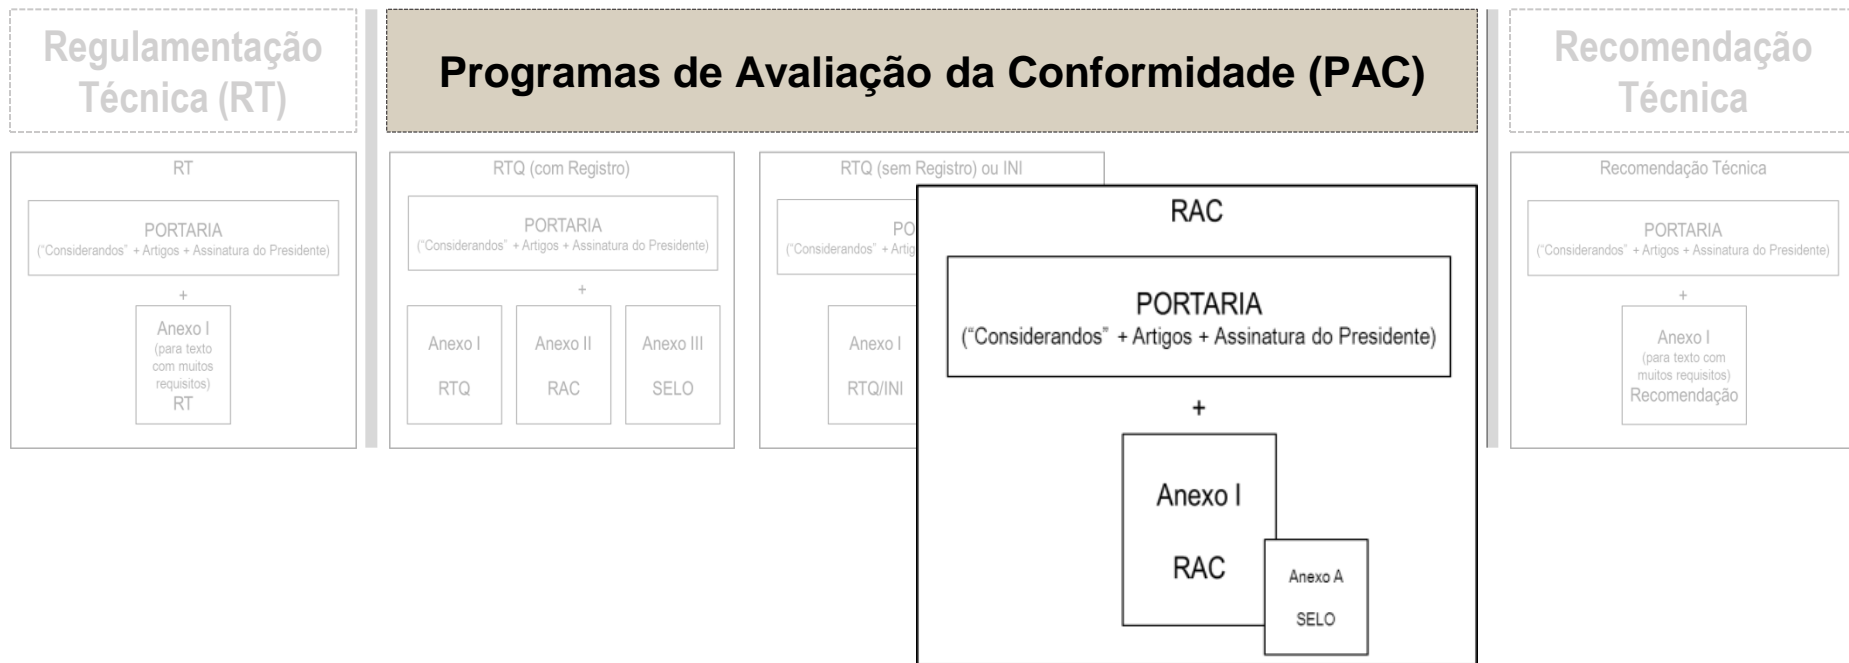 Regulamentação
Técnica (RT)
Programas de Avaliação da Conformidade (PAC)
Recomendação
Técnica
RT
PORTARIA
("Considerandos" + Artigos + Assinatura do Presidente)
+
Anexo I
(para texto
com muitos
requisitos)
RT
RTQ (com Registro)
PORTARIA
("Considerandos" + Artigos + Assinatura do Presidente)
+
Anexo I
RTQ
Anexo II
RAC
Anexo III
SELO
RTQ (sem Registro) ou INI
("Considerandos" +
Anexo I
RTQ/INI
RAC
PORTARIA
("Considerandos" + Artigos + Assinatura do Presidente)
+
Anexo I
RAC
Anexo A
SELO
Recomendação Técnica
PORTARIA
("Considerandos" + Artigos + Assinatura do Presidente)
+
Anexo I
(para texto com
muitos requisitos)
Recomendação